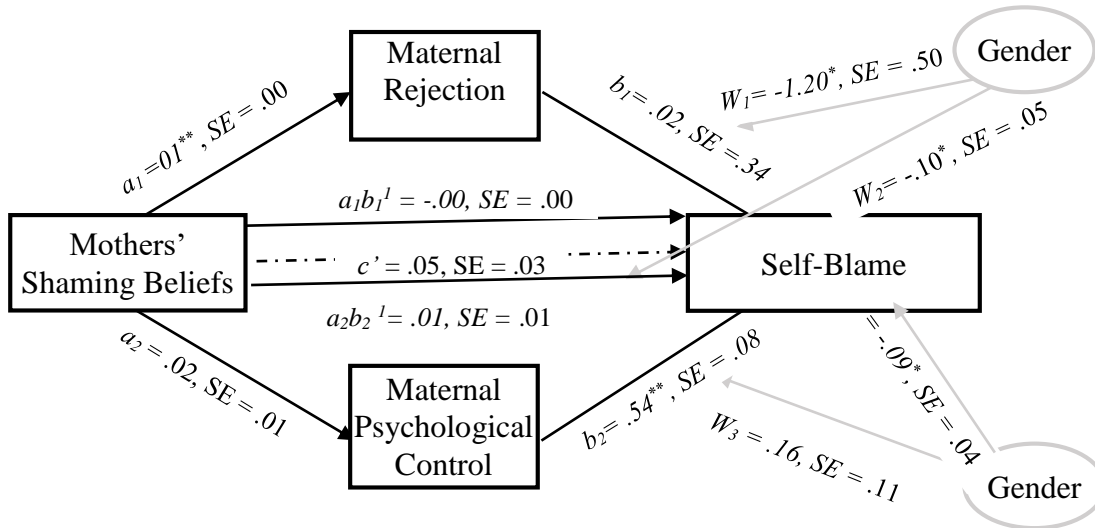 Maternal
Rejection
Gender
a₁ =01**, SE = .00
b₁= .02, SE =.34
W₁= -1.20*, SE = .50
W₂= -.10*, SE = .05
Mothers’
Shaming Beliefs
a₁b₁¹ = -.00, SE = .00
c’ = .05, SE = .03
a₂b₂ ¹ = .01, SE = .01
Self-Blame
a₂ = .02, SE = .01
Maternal
Psychological
Control
b₂= .54**, SE = .08
= -.09*, SE = .04
W₃ = .16, SE = .11
Gender